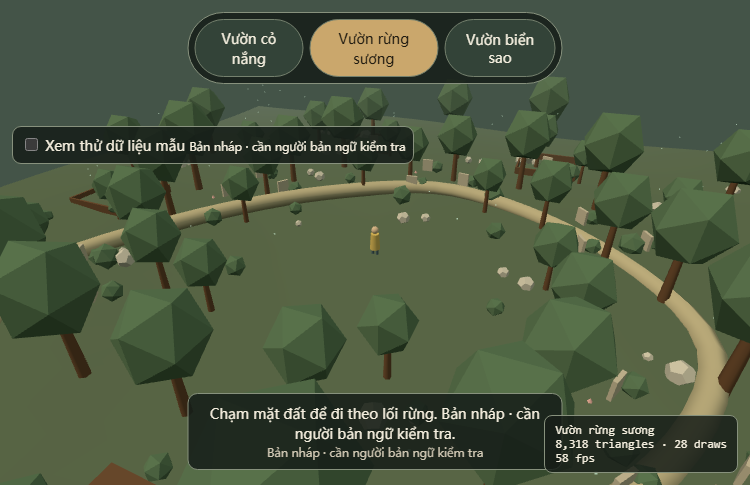 Vườn cỏ
nắng
Vườn rừng
sương
Vườn biển
sao
Xem thử dữ liệu mẫu Bản nháp · cần người bản ngữ kiểm tra
Chạm mặt đất để đi theo lối rừng. Bản nháp · cần
người bản ngữ kiểm tra.
Bản nháp · cần người bản ngữ kiểm tra
Vườn rừng sương
8,318 triangles · 28 draws
58 fps